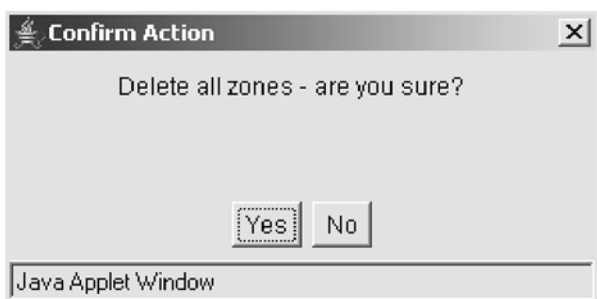 Confirm Action
Delete all zones - are you sure?
Yes No
Java Applet Window